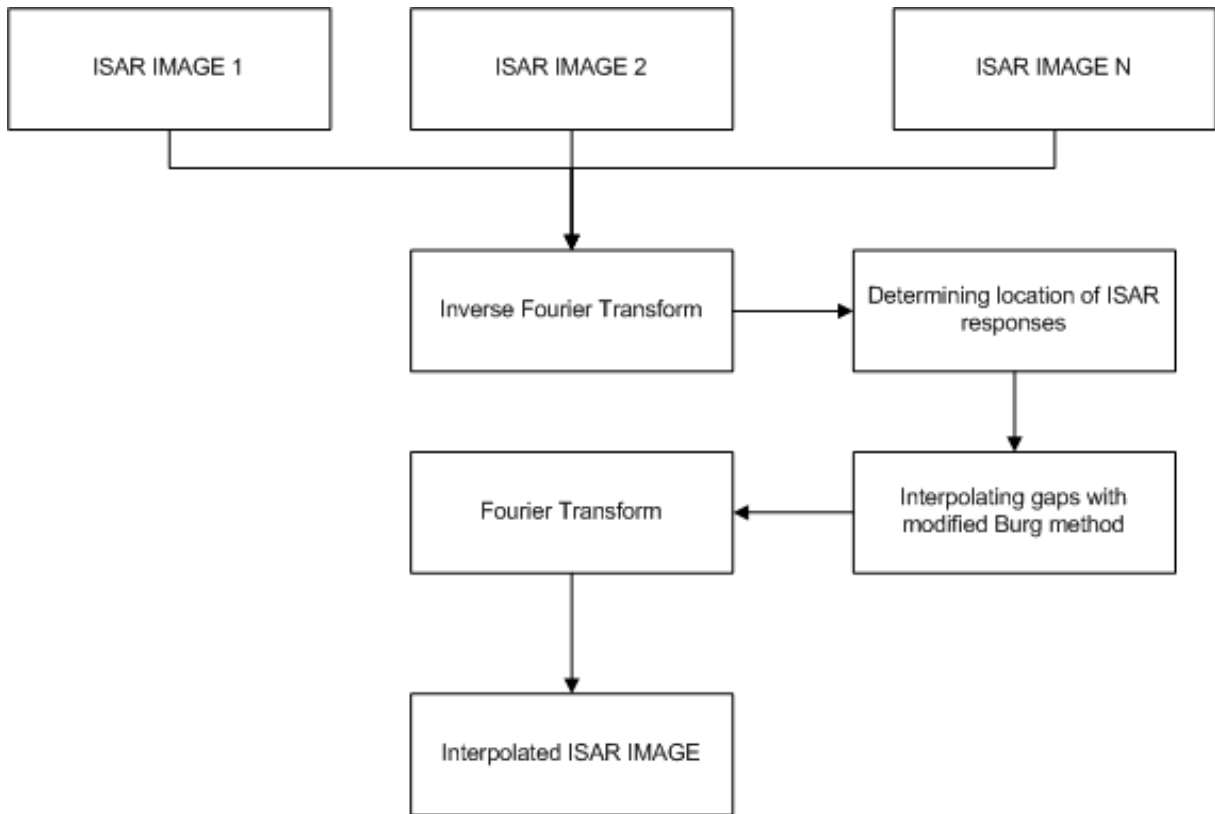 ISAR IMAGE 1
ISAR IMAGE 2
ISAR IMAGE N
Inverse Fourier Transform
Determining location of ISAR
responses
Fourier Transform
Interpolating gaps with
modified Burg method
Interpolated ISAR IMAGE